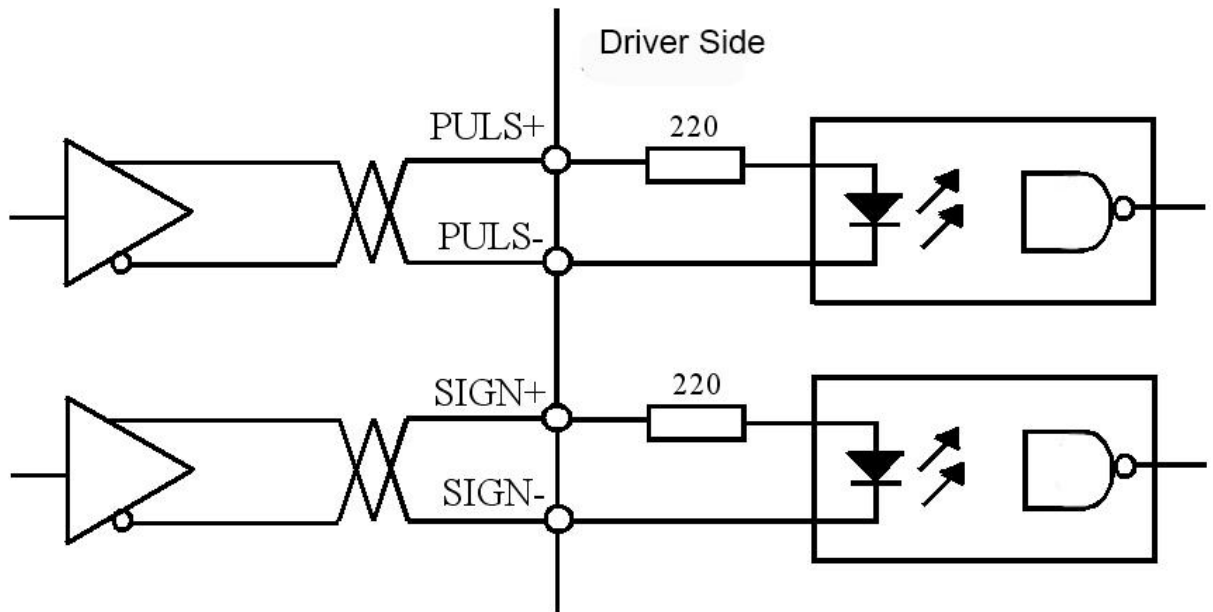 Driver Side
PULS+
220
PULS-
SIGN+
220
SIGN-